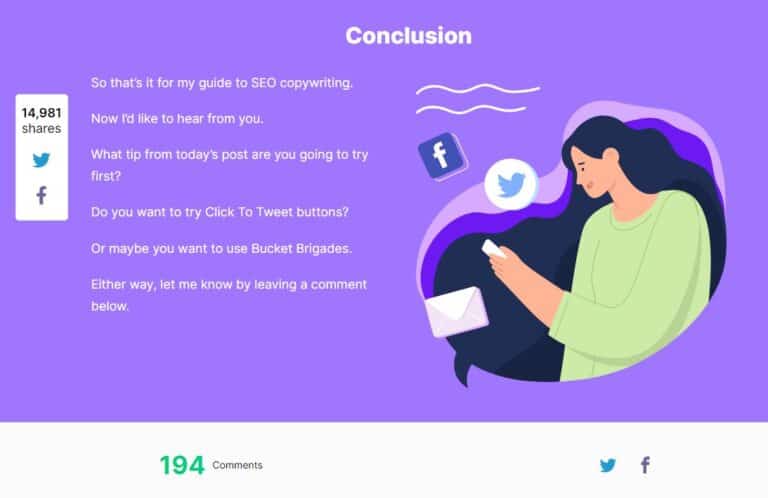 Conclusion
14,981
shares
So that's it for my guide to SEO copywriting.
Now I'd like to hear from you.
What tip from today's post are you going to try
first?
Do you want to try Click To Tweet buttons?
Or maybe you want to use Bucket Brigades.
Either way, let me know by leaving a comment
below.
194 Comments